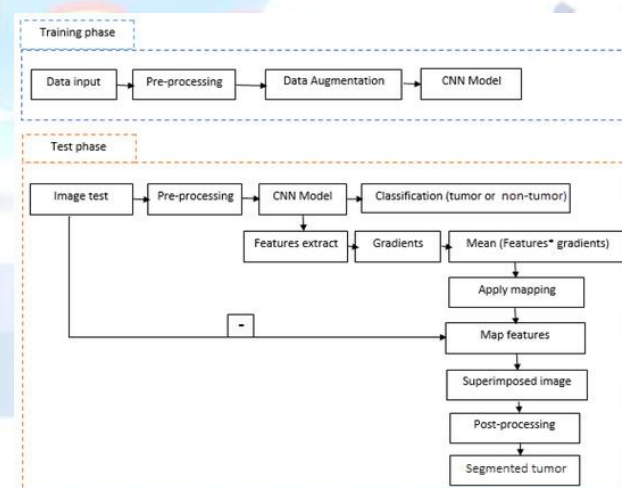 Training phase
Data input
Pre-processing
Data Augmentation
CNN Model
Test phase
Image test
Pre-processing
CNN Model
Classification (tumor or non-tumor)
Features extract
Gradients
Mean (Features* gradients)
Apply mapping
-
Map features
Superimposed image
Post-processing
Segmented tumor